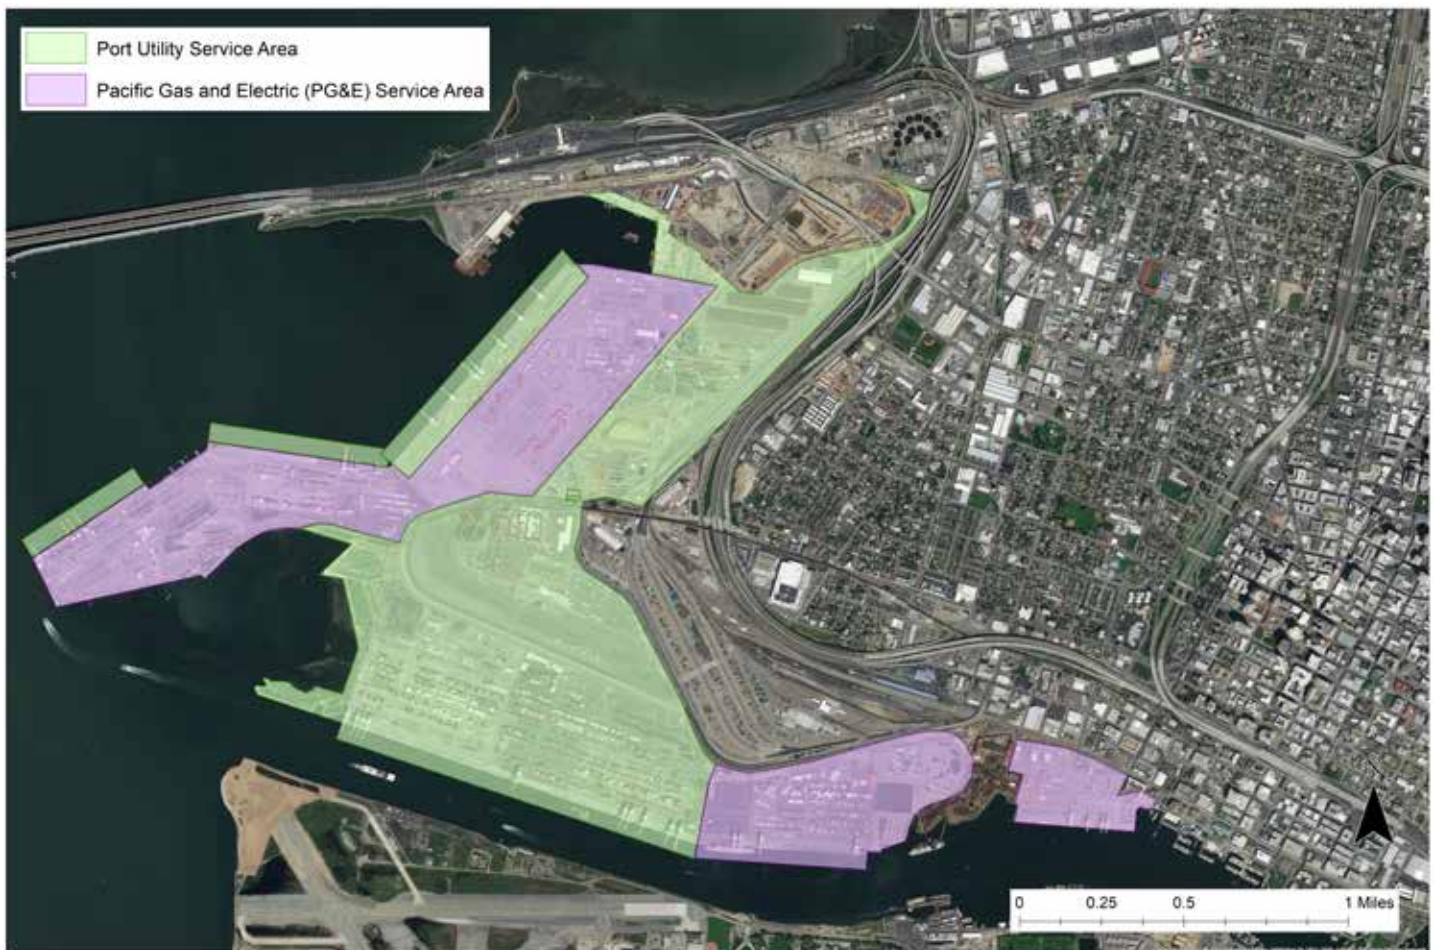 Port Utility Service Area
Pacific Gas and Electric (PG&E) Service Area
0 0.25 0.5 1 Miles